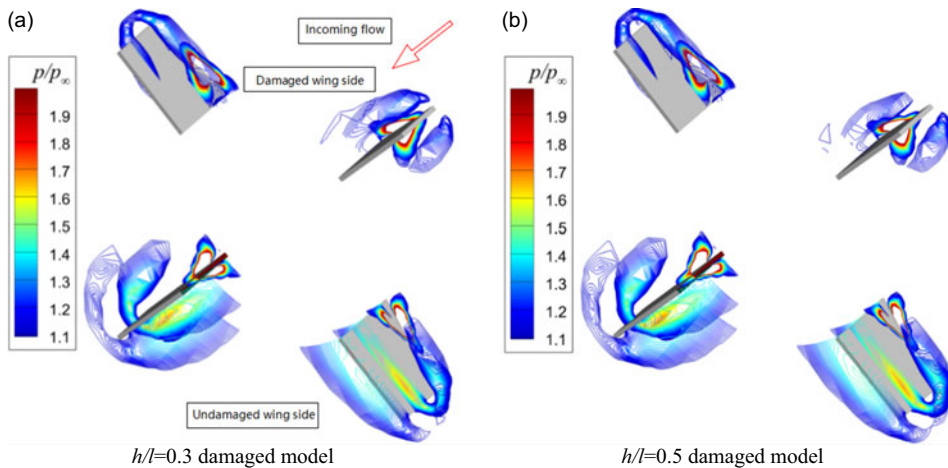 (a)
Incoming flow
p/p∞
Damaged wing side
1.9
1.8
1.7
1.6
1.5
1.4
1.3
1.2
1.1
Undamaged wing side
h/l=0.3 damaged model
(b)
p/p∞
1.9
1.8
1.7
1.6
1.5
1.4
1.3
1.2
1.1
h/l=0.5 damaged model